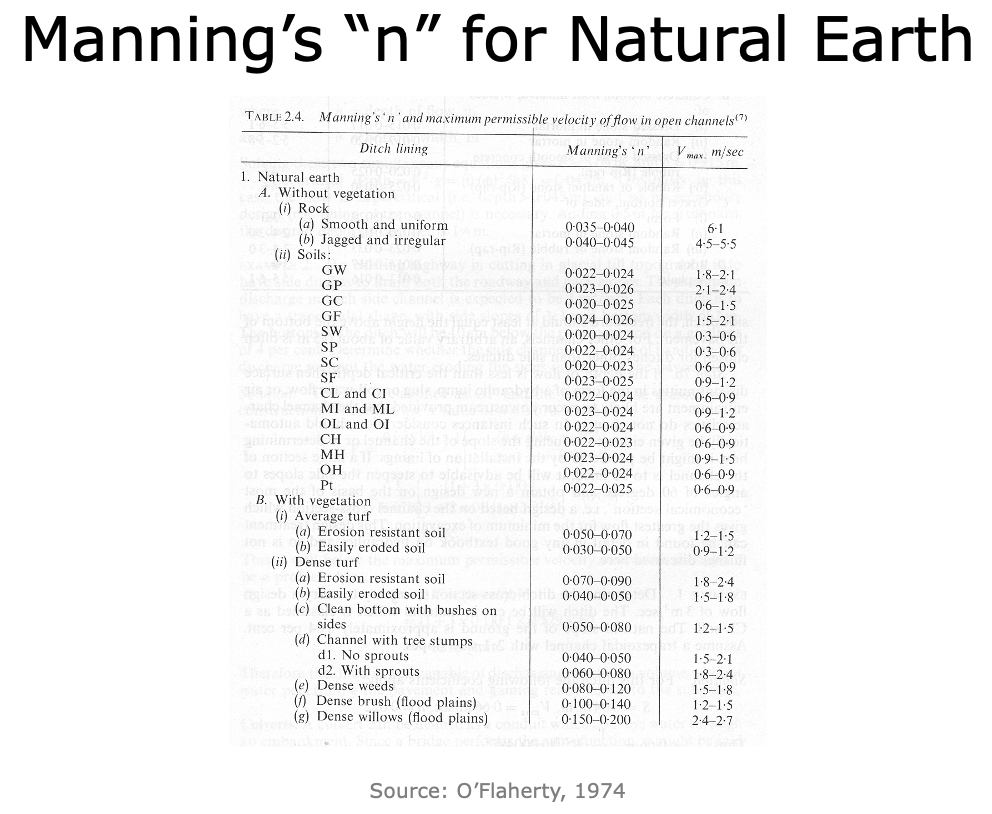 Manning's “n” for Natural Earth
TABLE 2.4. Manning's 'n' and maximum permissible velocity of flow in open channels(7)
Ditch lining Manning's 'n' V max. m/sec
1. Natural earth
A. Without vegetation
(i) Rock
(a) Smooth and uniform 0·035–0·040 6·1
(b) Jagged and irregular 0·040–0·045 4·5–5·5
(ii) Soils:
GW 0·022–0·024 1·8–2·1
GP 0·023–0·026 2·1–2·4
GC 0·020–0·025 0·6–1·5
GF 0·024–0·026 1·5–2·1
SW 0·020–0·024 0·3–0·6
SP 0·022–0·024 0·3–0·6
SC 0·020–0·023 0·6–0·9
SF 0·023–0·025 0·9–1·2
CL and CI 0·022–0·024 0·6–0·9
MI and ML 0·023–0·024 0·9–1·2
OL and OI 0·022–0·024 0·6–0·9
CH 0·022–0·023 0·6–0·9
MH 0·023–0·024 0·9–1·5
OH 0·022–0·024 0·6–0·9
Pt 0·022–0·025 0·6–0·9
B. With vegetation
(i) Average turf
(a) Erosion resistant soil 0·050–0·070 1·2–1·5
(b) Easily eroded soil 0·030–0·050 0·9–1·2
(ii) Dense turf
(a) Erosion resistant soil 0·070–0·090 1·8–2·4
(b) Easily eroded soil 0·040–0·050 1·5–1·8
(c) Clean bottom with bushes on
sides 0·050–0·080 1·2–1·5
(d) Channel with tree stumps
d1. No sprouts 0·040–0·050 1·5–2·1
d2. With sprouts 0·060–0·080 1·8–2·4
(e) Dense weeds 0·080–0·120 1·5–1·8
(f) Dense brush (flood plains) 0·100–0·140 1·2–1·5
(g) Dense willows (flood plains) 0·150–0·200 2·4–2·7
Source: O'Flaherty, 1974